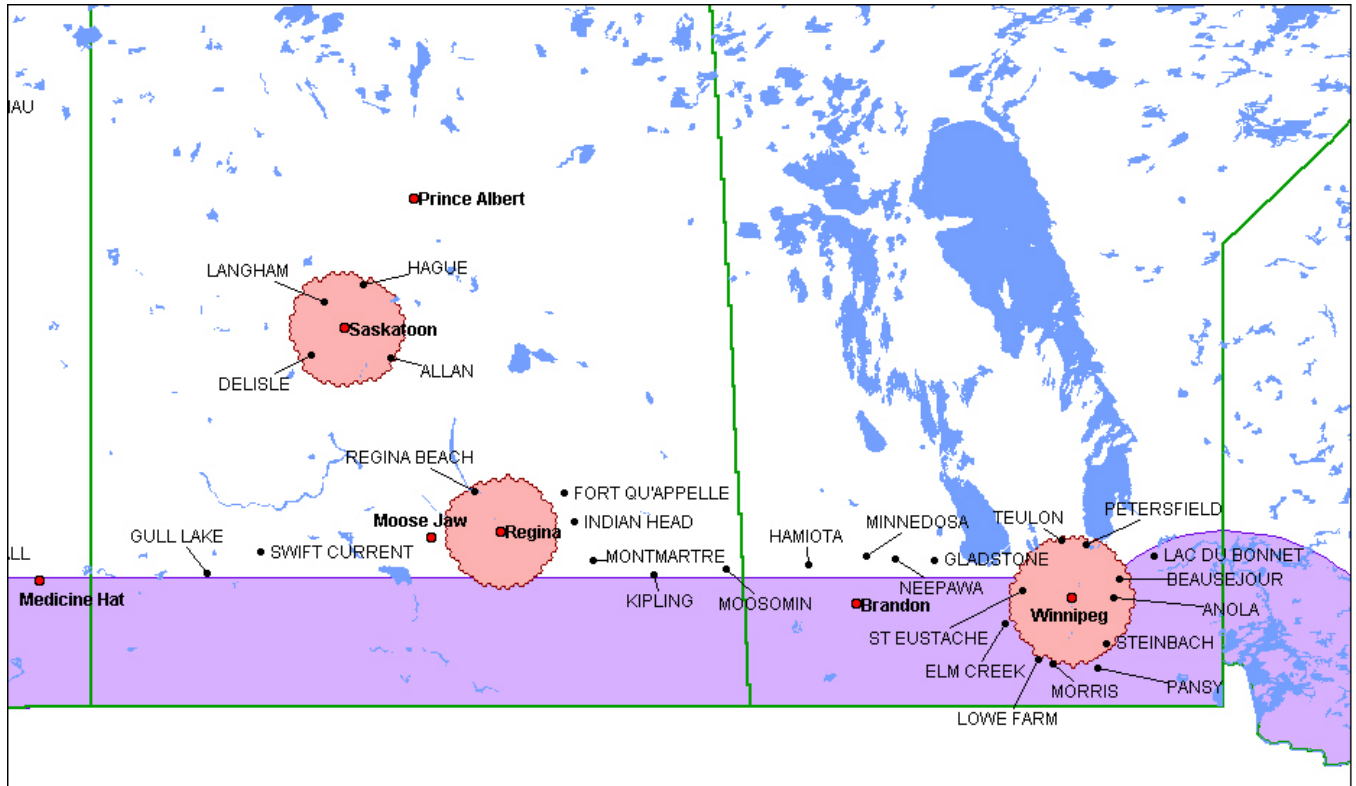 IAU
Prince Albert
HAGUE
LANGHAM
Saskatoon
ALLAN
DELISLE
REGINA BEACH
FORT QU'APPELLE
PETERSFIELD
TEULON
Moose Jaw
INDIAN HEAD
MINNEDOSA
Regina
GULL LAKE
HAMIOTA
ALL
SWIFT CURRENT
MONTMARTRE
GLADSTONE
LAC DU BONNET
BEAUSEJOUR
NEEPAWA
Medicine Hat
KIPLING
MOOSOMIN
Brandon
ANOLA
Winnipeg
ST EUSTACHE
STEINBACH
ELM CREEK
PANSY
MORRIS
LOWE FARM